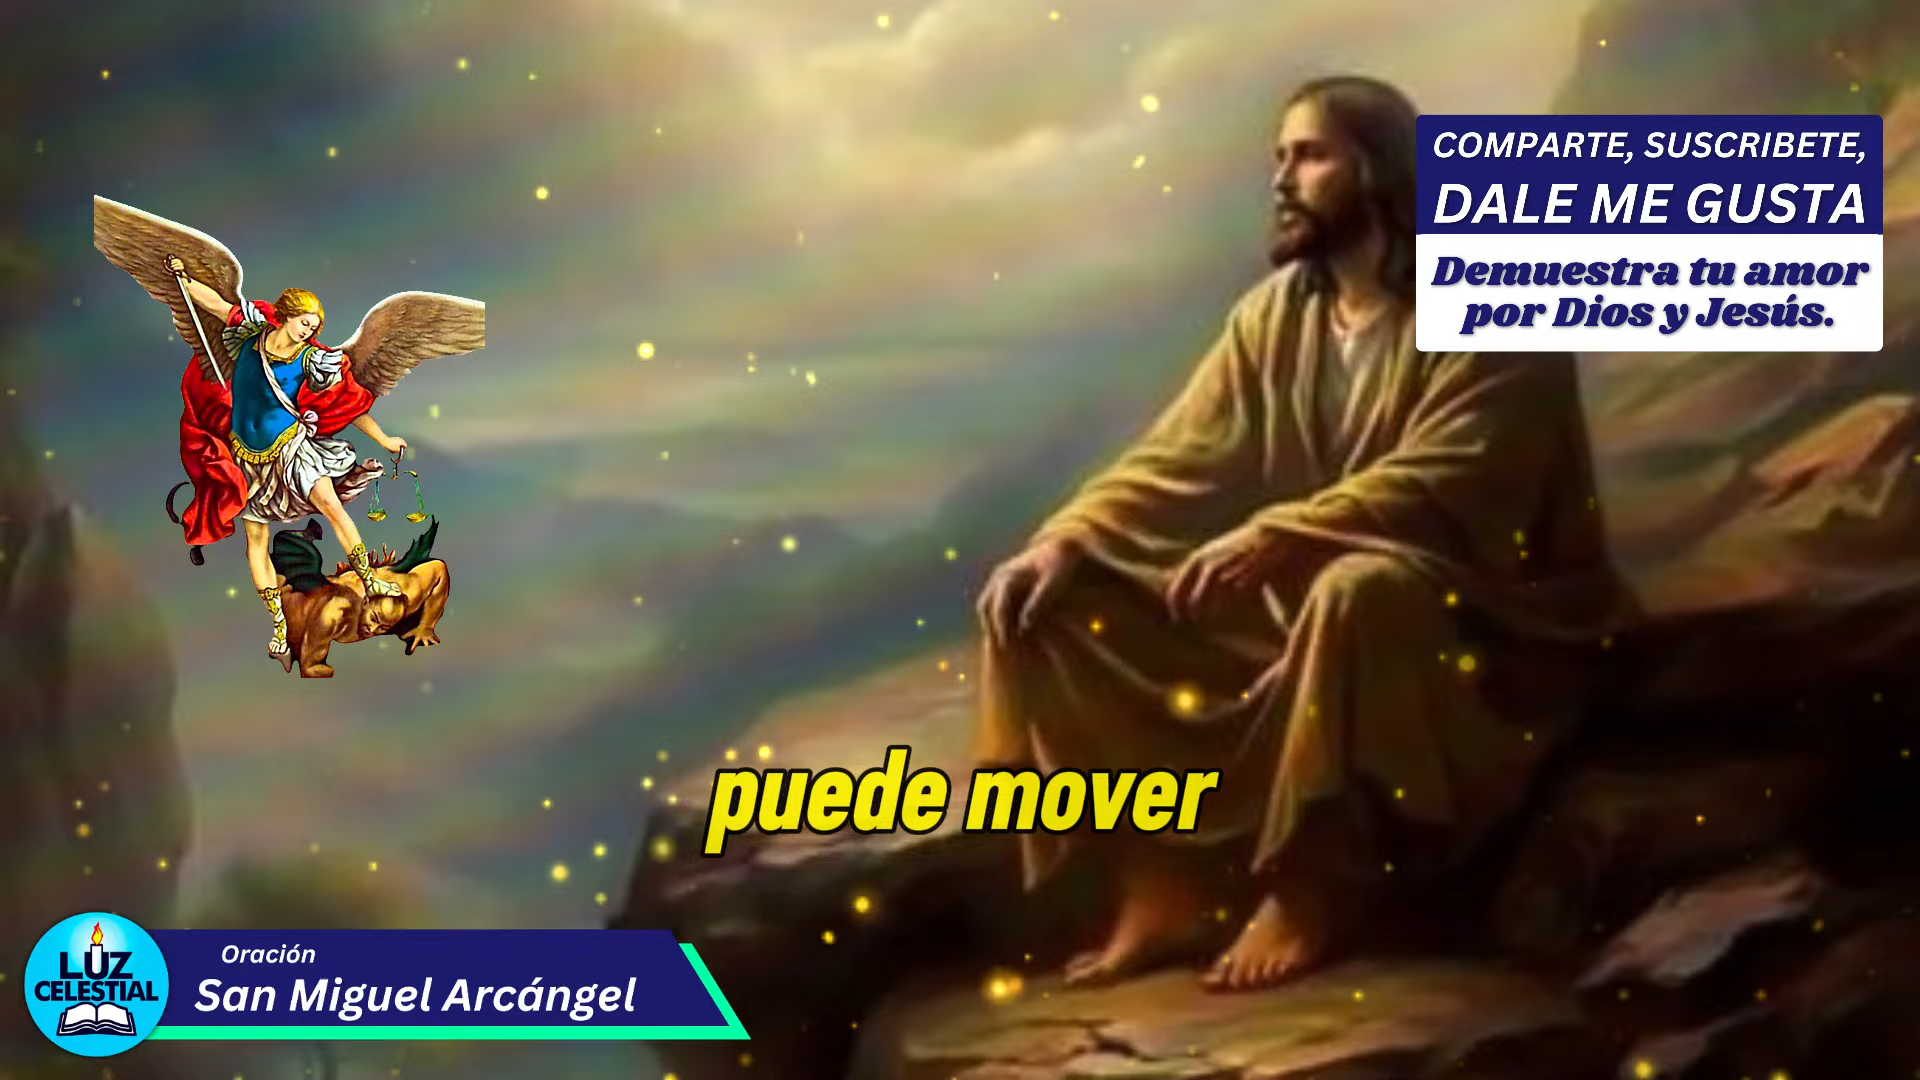 COMPARTE, SUSCRIBETE,
DALE ME GUSTA
Demuestra tu amor
por Dios y Jesús.
puede mover
Oración
San Miguel Arcángel
LUZ
CELESTIAL